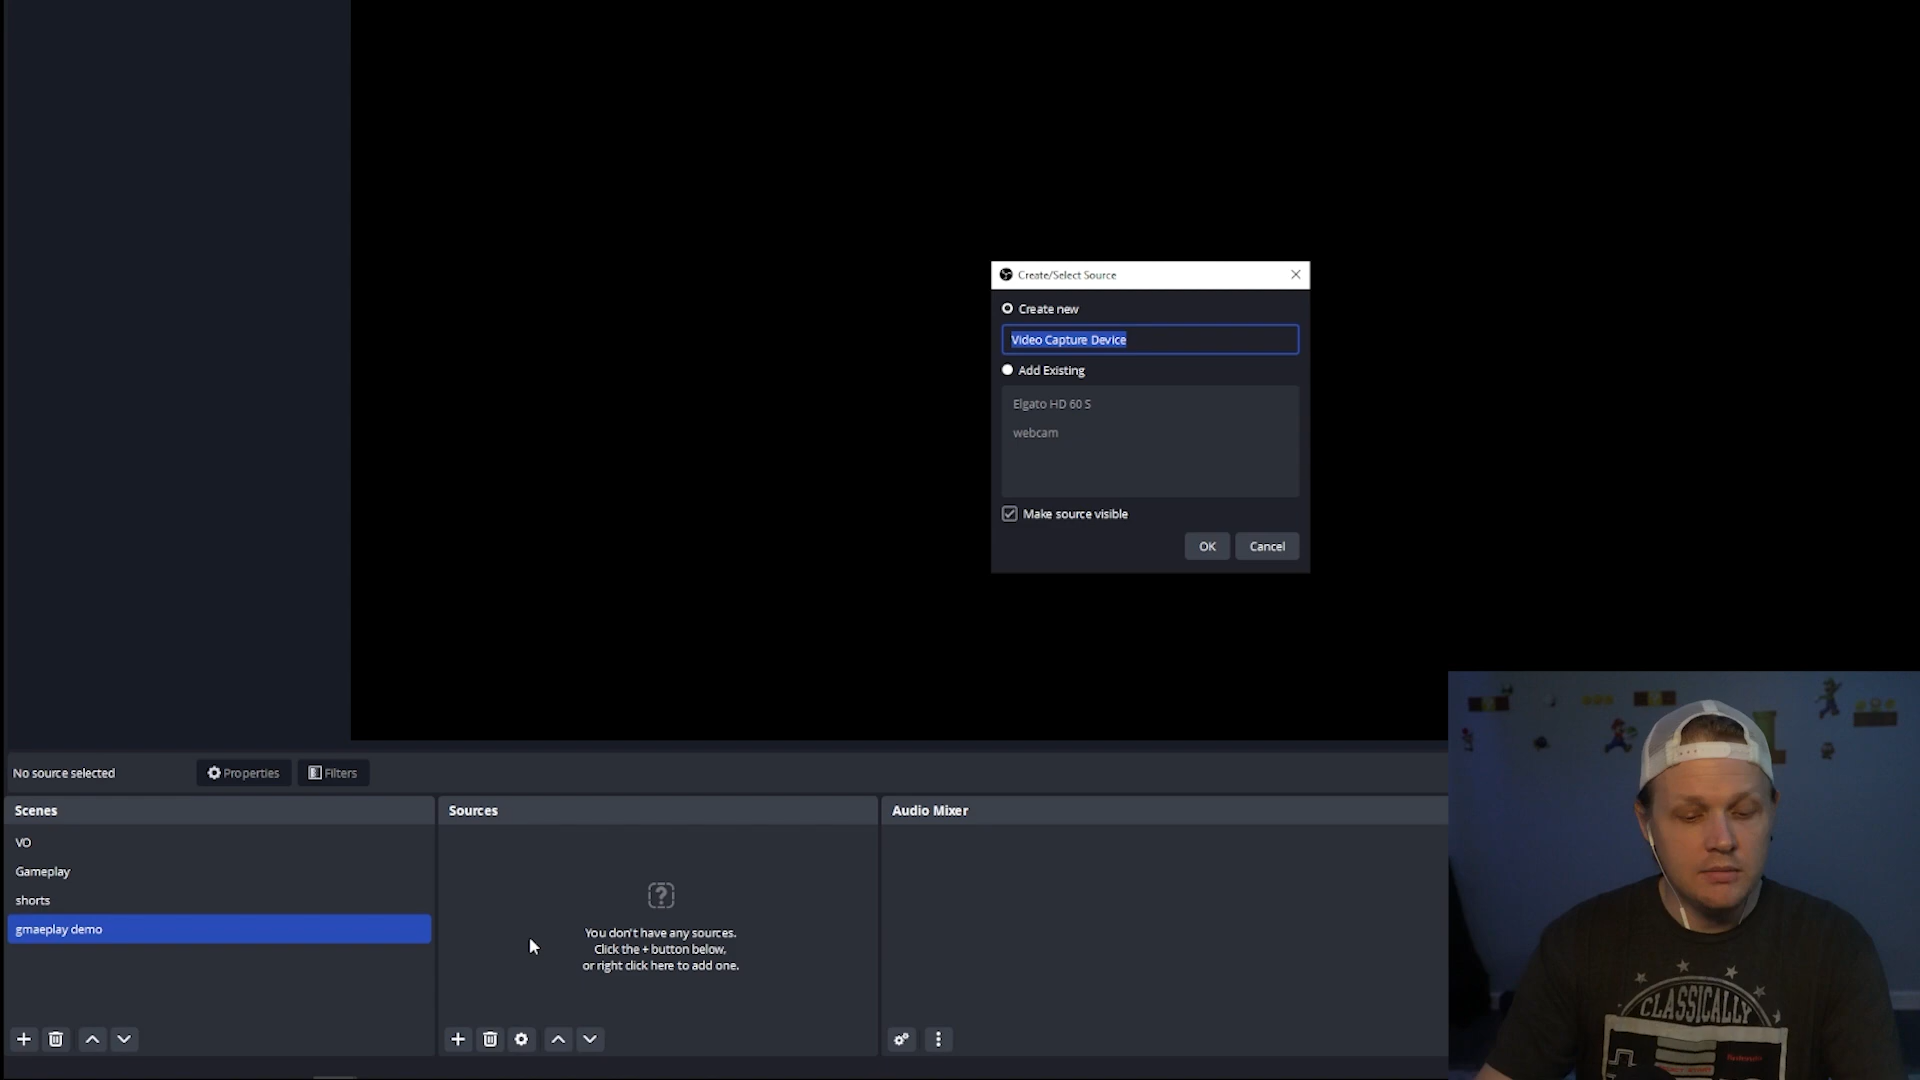 Create/Select Source
Create new
Video Capture Device
Add Existing
Elgato HD 60 S
webcam
Make source visible
OK
Cancel
No source selected
Properties
Filters
Scenes
VO
Gameplay
shorts
gmaeplay demo
Sources
You don't have any sources.
Click the + button below,
or right click here to add one.
Audio Mixer
CLASSICALLY
Nintendo